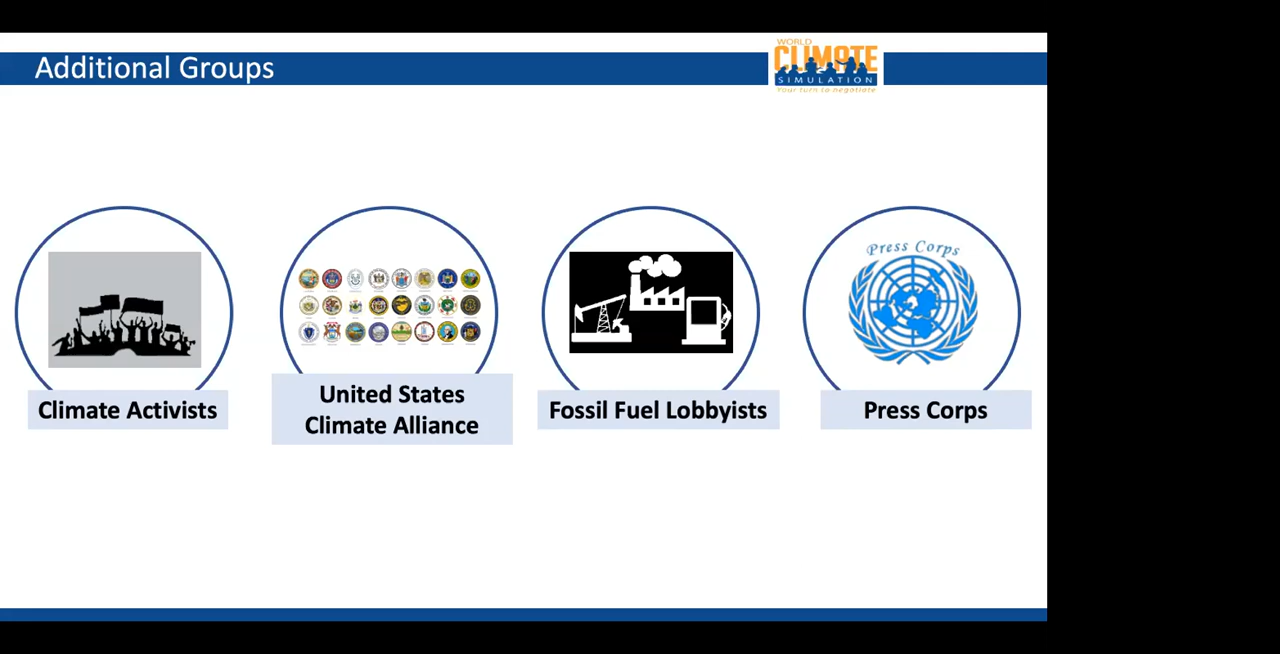 Additional Groups
WORLD
CLIMATE
SIMULATION
Your turn to negotiate
Press Corps
Climate Activists
United States
Climate Alliance
Fossil Fuel Lobbyists
Press Corps